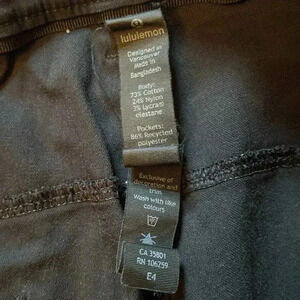 lululemon
Designed in
Vancouver
Made in
Bangladesh
Body:
73% Cotton
24% Nylon
3% Lycra®
elastane
Pockets:
86% Recycled
polyester
Exclusive of
decoration and
trims
Wash with like
colours
CA 35801
RN 106259
E4